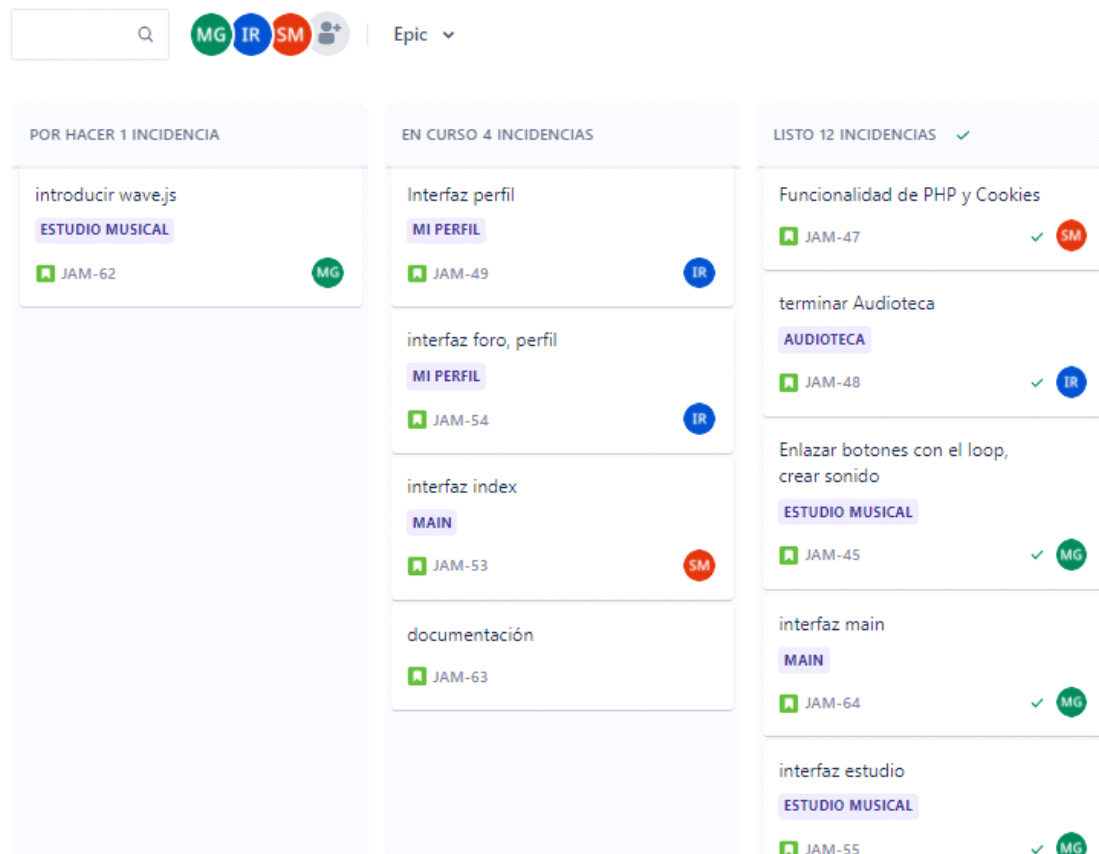 MG IR SM Epic
POR HACER 1 INCIDENCIA
introducir wave.js
ESTUDIO MUSICAL
JAM-62 MG
EN CURSO 4 INCIDENCIAS
Interfaz perfil
MI PERFIL
JAM-49 IR
interfaz foro, perfil
MI PERFIL
JAM-54 IR
interfaz index
MAIN
JAM-53 SM
documentación
JAM-63
LISTO 12 INCIDENCIAS
Funcionalidad de PHP y Cookies
JAM-47 SM
terminar Audioteca
AUDIOTECA
JAM-48 IR
Enlazar botones con el loop,
crear sonido
ESTUDIO MUSICAL
JAM-45 MG
interfaz main
MAIN
JAM-64 MG
interfaz estudio
ESTUDIO MUSICAL
JAM-55 MG